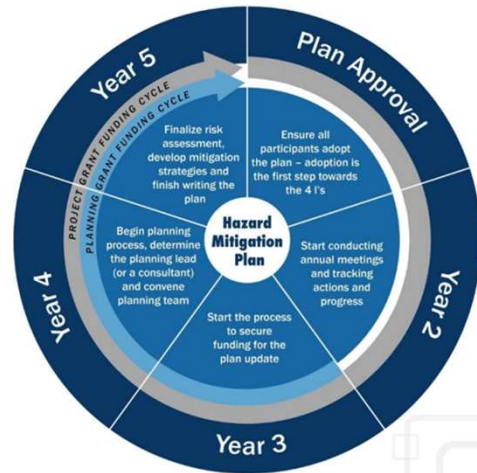 Plan Approval
Year 2
Year 3
Year 4
Year 5
PROJECT GRANT FUNDING CYCLE
PLANNING GRANT FUNDING CYCLE
Hazard
Mitigation
Plan
Ensure all
participants adopt
the plan – adoption is
the first step towards
the 4 I's
Start conducting
annual meetings
and tracking
actions and
progress
Start the process
to secure
funding for the
plan update
Begin planning
process, determine
the planning lead
(or a consultant)
and convene
planning team
Finalize risk
assessment,
develop mitigation
strategies and
finish writing the
plan